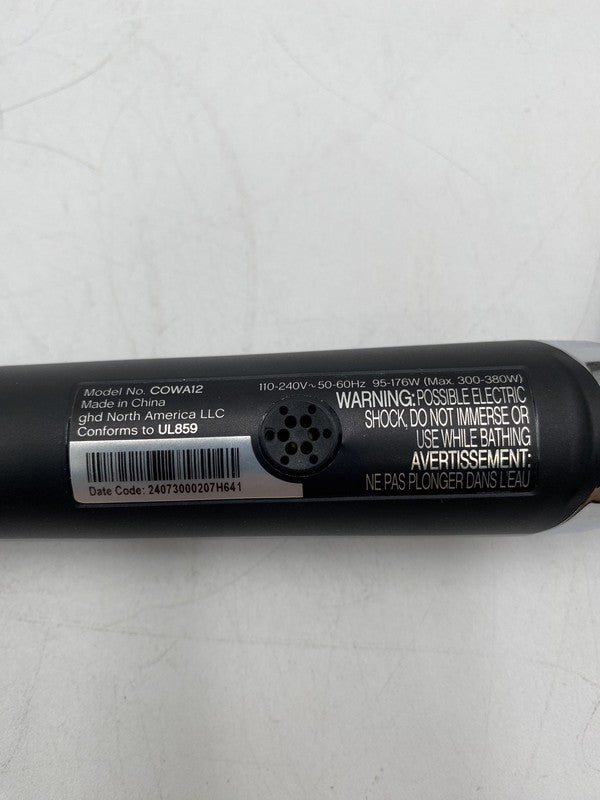 Model No. COWA12
Made in China
ghd North America LLC
Conforms to UL859
Date Code: 24073000207H641
110-240V~50-60Hz 95-176W (Max. 300-380W)
WARNING: POSSIBLE ELECTRIC
SHOCK, DO NOT IMMERSE OR
USE WHILE BATHING
AVERTISSEMENT:
NE PAS PLONGER DANS L'EAU